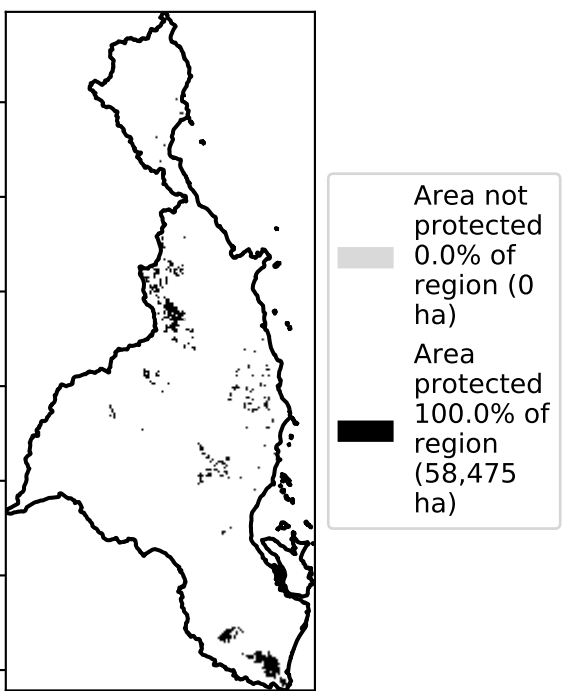 Area not
protected
0.0% of
region (0
ha)
Area
protected
100.0% of
region
(58,475
ha)